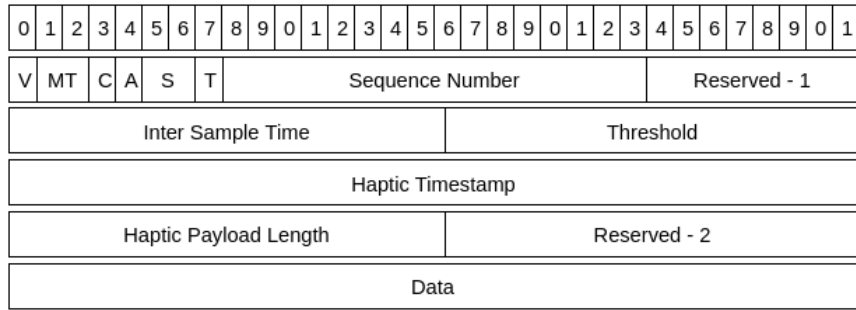 0 1 2 3 4 5 6 7 8 9 0 1 2 3 4 5 6 7 8 9 0 1 2 3 4 5 6 7 8 9 0 1
V MT C A S T Sequence Number Reserved - 1
Inter Sample Time Threshold
Haptic Timestamp
Haptic Payload Length Reserved - 2
Data